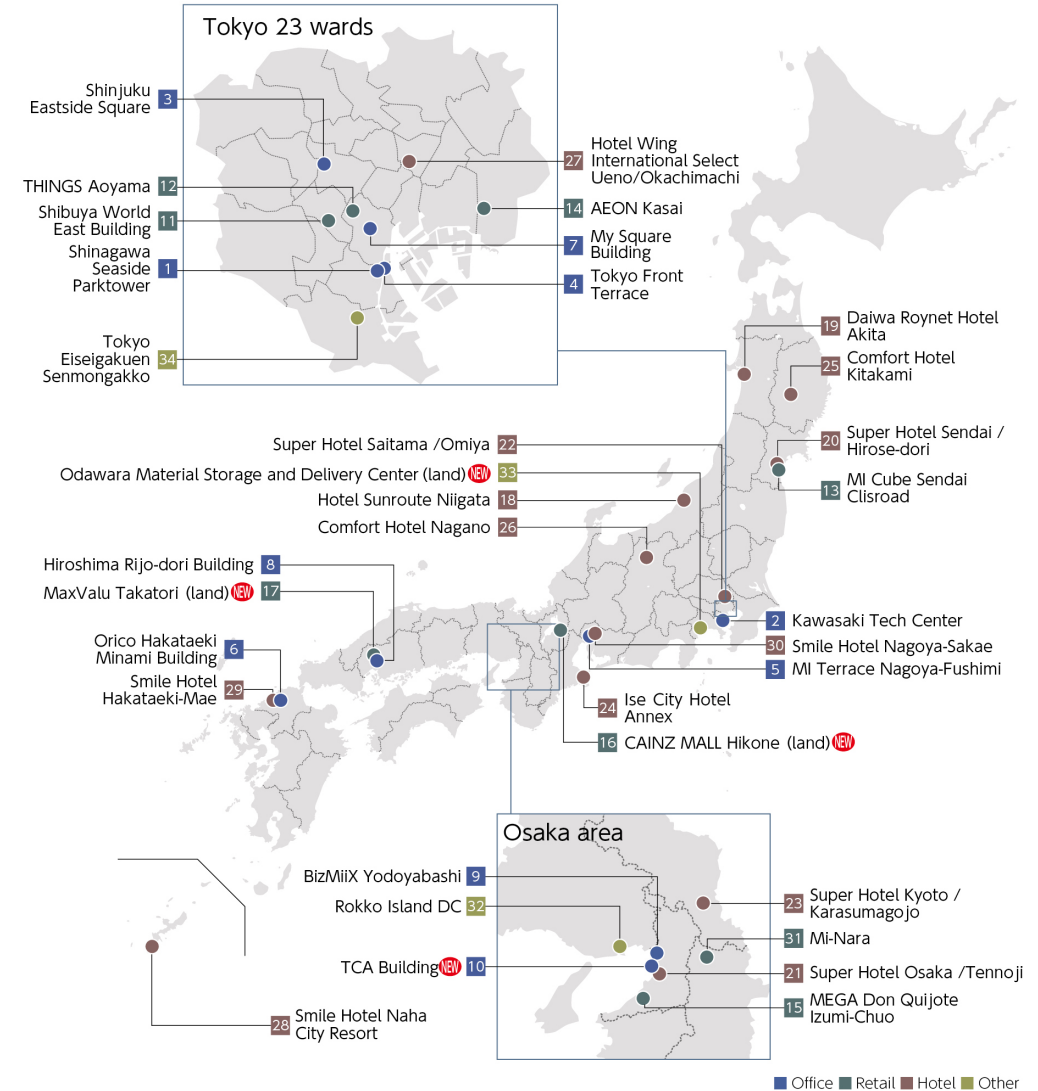 Tokyo 23 wards
Shinjuku
Eastside Square
3
THINGS Aoyama
12
Shibuya World
East Building
11
Shinagawa
Seaside
Parktower
1
Tokyo
Eiseigakuen
Senmongakko
34
27
Hotel Wing
International Select
Ueno/Okachimachi
14 AEON Kasai
7
My Square
Building
4
Tokyo Front
Terrace
19
Daiwa Roynet Hotel
Akita
25
Comfort Hotel
Kitakami
20
Super Hotel Sendai /
Hirose-dori
13
MI Cube Sendai
Clisroad
Super Hotel Saitama /Omiya 22
Odawara Material Storage and Delivery Center (land) NEW 33
Hotel Sunroute Niigata 18
Comfort Hotel Nagano 26
Hiroshima Rijo-dori Building 8
MaxValu Takatori (land) NEW 17
Orico Hakataeki
Minami Building
6
Smile Hotel
Hakataeki-Mae
29
2 Kawasaki Tech Center
30 Smile Hotel Nagoya-Sakae
5 MI Terrace Nagoya-Fushimi
24
Ise City Hotel
Annex
16 CAINZ MALL Hikone (land) NEW
Osaka area
BizMiiX Yodoyabashi 9
Rokko Island DC 32
TCA Building NEW 10
23
Super Hotel Kyoto /
Karasumagojo
31 Mi-Nara
21 Super Hotel Osaka /Tennoji
15
MEGA Don Quijote
Izumi-Chuo
28
Smile Hotel Naha
City Resort
Office Retail Hotel Other